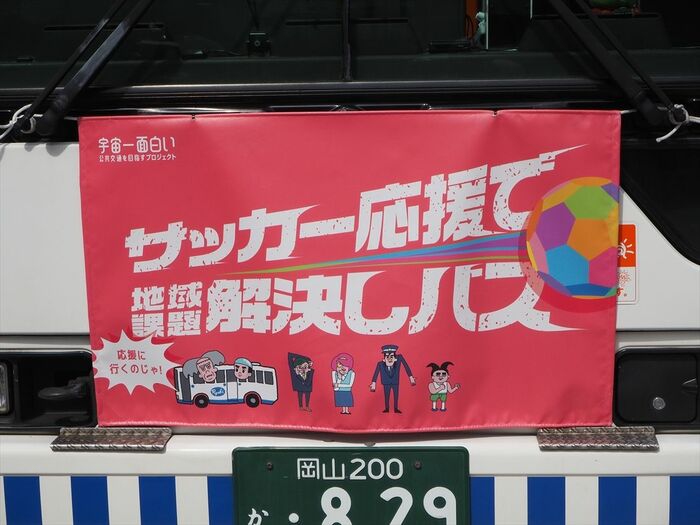 宇宙一面白い
公共交通を目指すプロジェクト
サッカー応援で
地域
課題
解決しバス
応援に
行くのじゃ!
岡山200
か・829